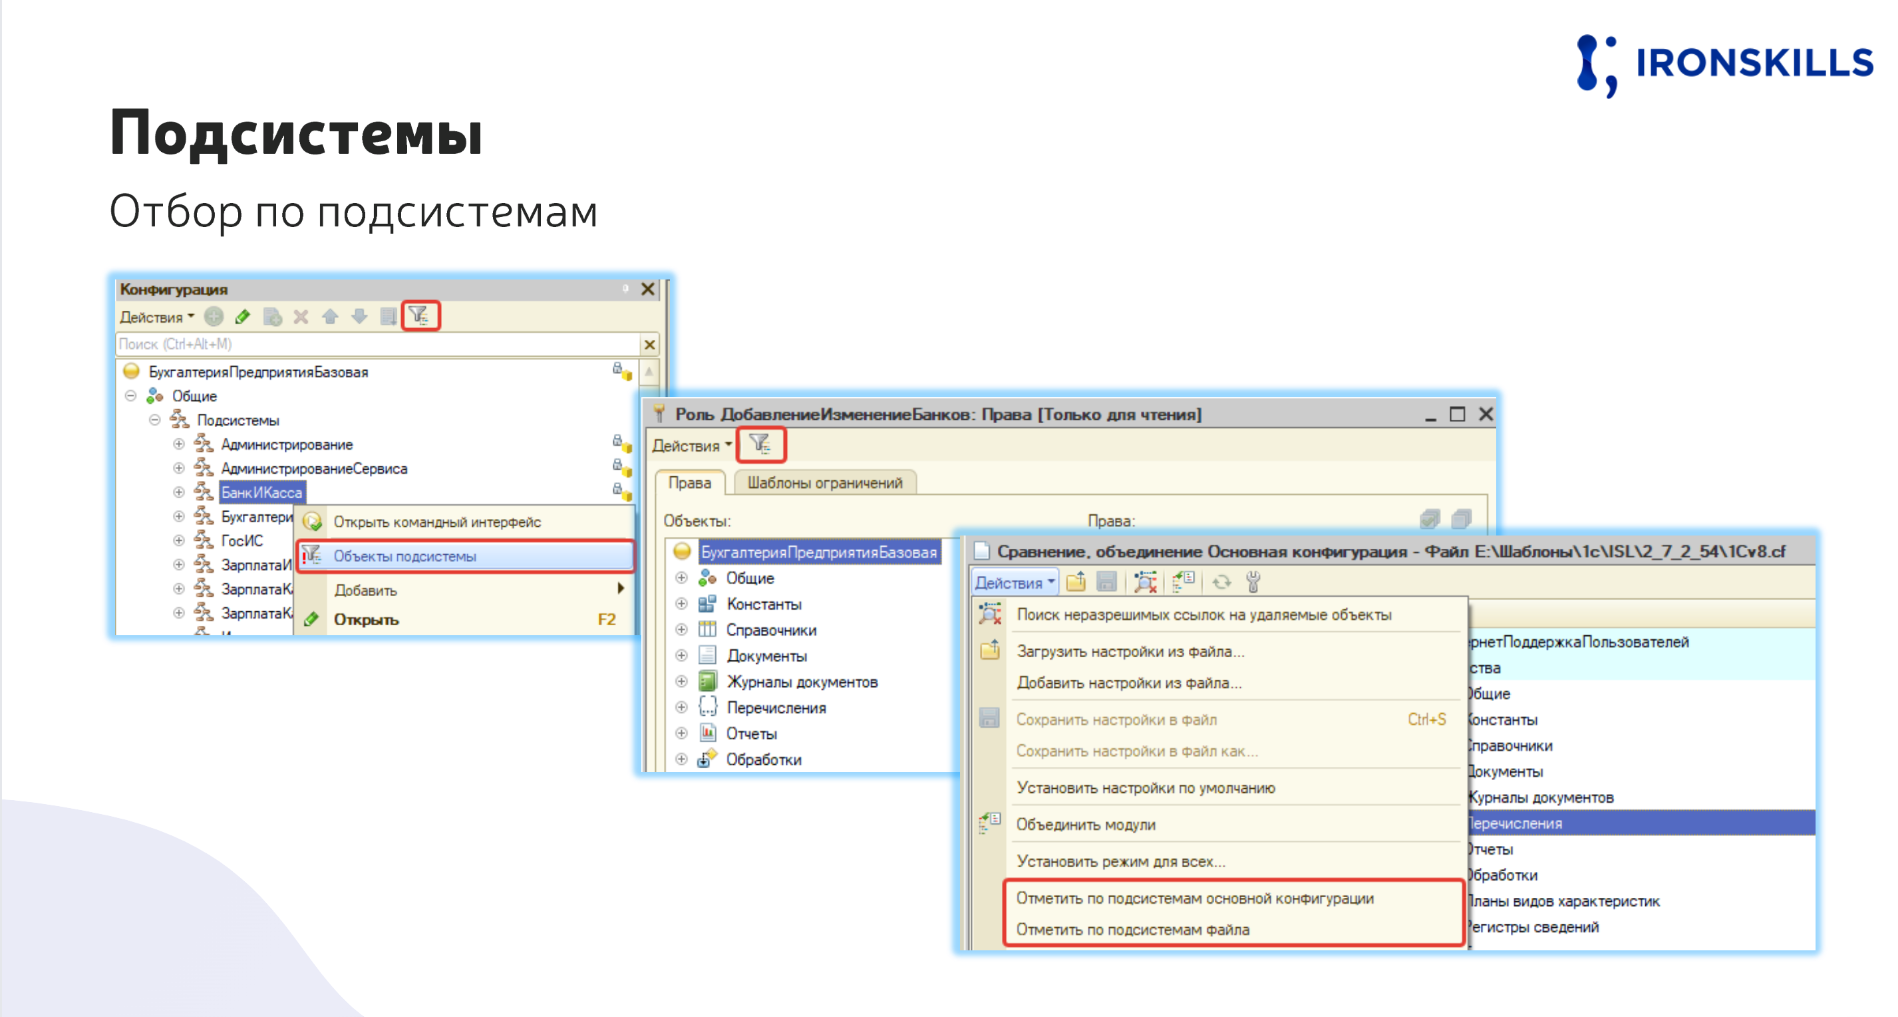 IRONSKILLS
Подсистемы
Отбор по подсистемам
Конфигурация
Действия
Поиск (Ctrl+Alt+M)
БухгалтерияПредприятияБазовая
Общие
Подсистемы
Администрирование
АдминистрированиеСервиса
БанкИКасса
Бухгалтери
ГосИС
ЗарплатаИ
ЗарплатаКа
ЗарплатаКа
Открыть командный интерфейс
Объекты подсистемы
Добавить
Открыть F2
Роль ДобавлениеИзменениеБанков: Права [Только для чтения]
Действия
Права Шаблоны ограничений
Объекты: Права:
БухгалтерияПредприятияБазовая
Общие
Константы
Справочники
Документы
Журналы документов
Перечисления
Отчеты
Обработки
Сравнение, объединение Основная конфигурация - Файл E:\Шаблоны\1c\ISL\2_7_2_54\1Cv8.cf
Действия
Поиск неразрешимых ссылок на удаляемые объекты
Загрузить настройки из файла...
Добавить настройки из файла...
Сохранить настройки в файл Ctrl+S
Сохранить настройки в файл как...
Установить настройки по умолчанию
Объединить модули
Установить режим для всех...
Отметить по подсистемам основной конфигурации
Отметить по подсистемам файла
рнетПоддержкаПользователей
ства
Общие
Константы
Справочники
Документы
Журналы документов
Перечисления
Отчеты
Обработки
Планы видов характеристик
Регистры сведений